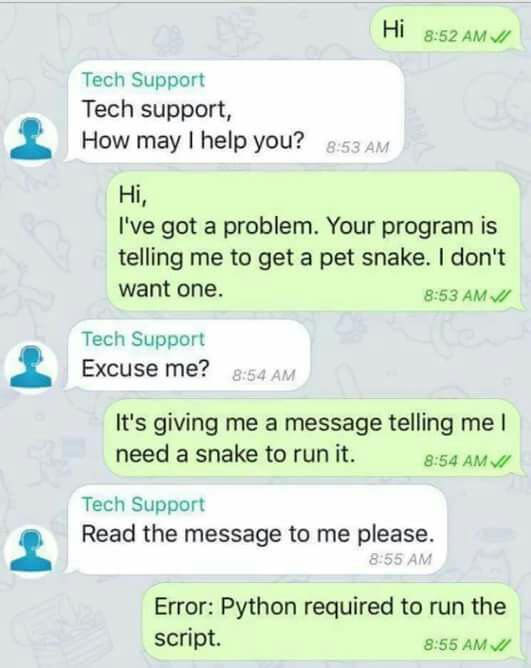 Hi 8:52 AM
Tech Support
Tech support,
How may I help you? 8:53 AM
Hi,
I've got a problem. Your program is
telling me to get a pet snake. I don't
want one. 8:53 AM
Tech Support
Excuse me? 8:54 AM
It's giving me a message telling me I
need a snake to run it. 8:54 AM
Tech Support
Read the message to me please.
8:55 AM
Error: Python required to run the
script. 8:55 AM